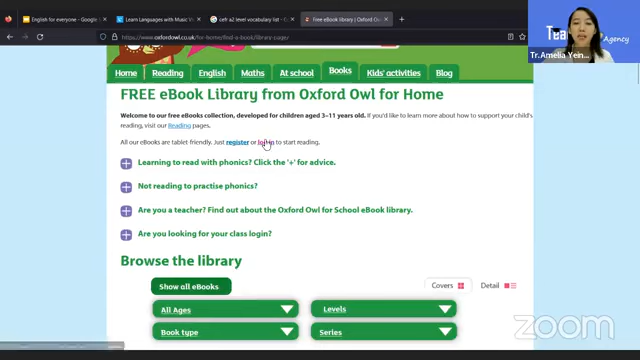 English for everyone - Google
Learn Languages with Music Vi
cefr a2 level vocabulary list - E
Free eBook library | Oxford Owl
https://www.oxfordowl.co.uk/for-home/find-a-book/library-page/
Agency
Tr.Amelia Yein...
Home
Reading
English
Maths
At school
Books
Kids' activities
Blog
FREE eBook Library from Oxford Owl for Home
Welcome to our free eBooks collection, developed for children aged 3–11 years old. If you'd like to learn more about how to support your child's
reading, visit our Reading pages.
All our eBooks are tablet friendly. Just register or log in to start reading.
Learning to read with phonics? Click the '+' for advice.
Not reading to practise phonics?
Are you a teacher? Find out about the Oxford Owl for School eBook library.
Are you looking for your class login?
Browse the library
Show all eBooks
Covers
Detail
All Ages
Levels
Book type
Series
zoom